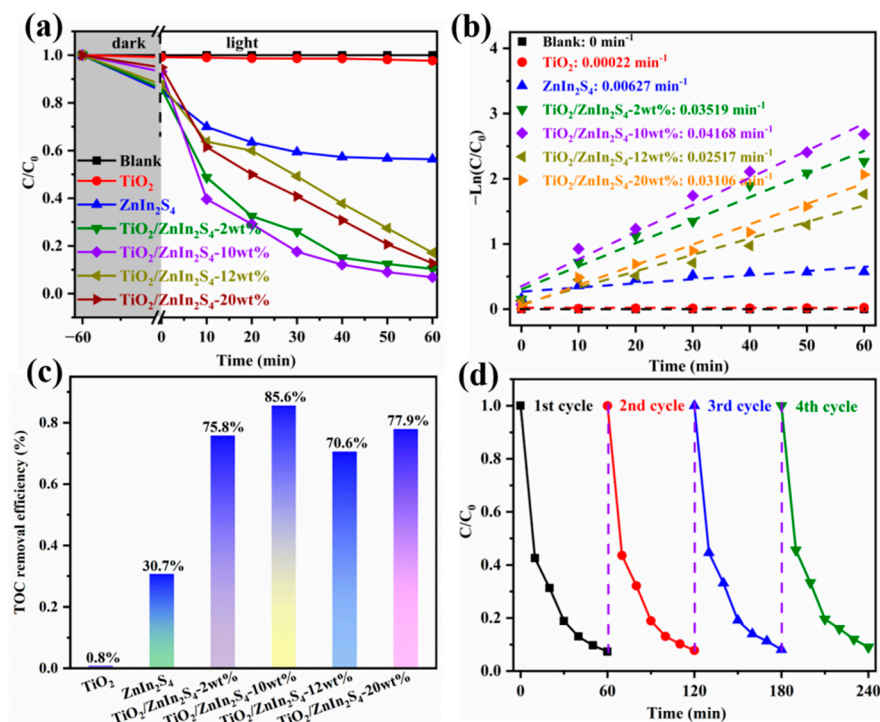 (a)
dark
light
1.0
0.8
0.6
0.4
0.2
0.0
C/C₀
Blank
TiO₂
ZnIn₂S₄
TiO₂/ZnIn₂S₄-2wt%
TiO₂/ZnIn₂S₄-10wt%
TiO₂/ZnIn₂S₄-12wt%
TiO₂/ZnIn₂S₄-20wt%
−60
0
10
20
30
40
50
60
Time (min)
(b)
Blank: 0 min⁻¹
TiO₂: 0.00022 min⁻¹
ZnIn₂S₄: 0.00627 min⁻¹
TiO₂/ZnIn₂S₄-2wt%: 0.03519 min⁻¹
TiO₂/ZnIn₂S₄-10wt%: 0.04168 min⁻¹
TiO₂/ZnIn₂S₄-12wt%: 0.02517 min⁻¹
TiO₂/ZnIn₂S₄-20wt%: 0.03106 min⁻¹
4
3
2
1
0
−Ln(C/C₀)
0
10
20
30
40
50
60
Time (min)
(c)
0.8%
30.7%
75.8%
85.6%
70.6%
77.9%
0.8
0.6
0.4
0.2
0.0
TOC removal efficiency (%)
TiO₂
ZnIn₂S₄
TiO₂/ZnIn₂S₄-2wt%
TiO₂/ZnIn₂S₄-10wt%
TiO₂/ZnIn₂S₄-12wt%
TiO₂/ZnIn₂S₄-20wt%
(d)
1st cycle
2nd cycle
3rd cycle
4th cycle
1.0
0.8
0.6
0.4
0.2
0.0
C/C₀
0
60
120
180
240
Time (min)